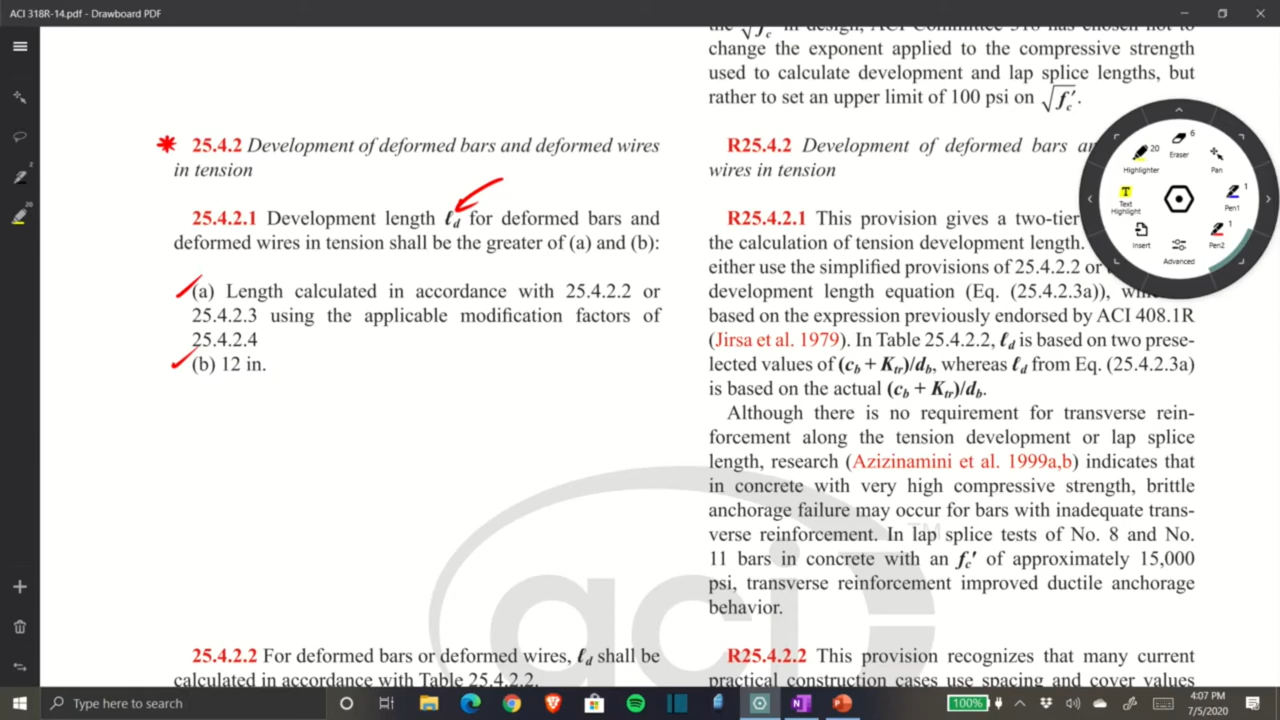 ACI 318R-14.pdf - Drawboard PDF
change the exponent applied to the compressive strength
used to calculate development and lap splice lengths, but
rather to set an upper limit of 100 psi on √f′c.
25.4.2 Development of deformed bars and deformed wires
in tension
25.4.2.1 Development length ℓd for deformed bars and
deformed wires in tension shall be the greater of (a) and (b):
(a) Length calculated in accordance with 25.4.2.2 or
25.4.2.3 using the applicable modification factors of
25.4.2.4
(b) 12 in.
25.4.2.2 For deformed bars or deformed wires, ℓd shall be
calculated in accordance with Table 25.4.2.2.
R25.4.2 Development of deformed bars
wires in tension
R25.4.2.1 This provision gives a two-tier
the calculation of tension development length.
either use the simplified provisions of 25.4.2.2 or
development length equation (Eq. (25.4.2.3a)),
based on the expression previously endorsed by ACI 408.1R
(Jirsa et al. 1979). In Table 25.4.2.2, ℓd is based on two prese-
lected values of (cb + Ktr)/db, whereas ℓd from Eq. (25.4.2.3a)
is based on the actual (cb + Ktr)/db.
Although there is no requirement for transverse rein-
forcement along the tension development or lap splice
length, research (Azizinamini et al. 1999a,b) indicates that
in concrete with very high compressive strength, brittle
anchorage failure may occur for bars with inadequate trans-
verse reinforcement. In lap splice tests of No. 8 and No.
11 bars in concrete with an fc′ of approximately 15,000
psi, transverse reinforcement improved ductile anchorage
behavior.
R25.4.2.2 This provision recognizes that many current
practical construction cases use spacing and cover values
aci
TM
6
Eraser
20
Highlighter
Pan
T
Text
Highlight
1
Pen1
Insert
1
Pen2
Advanced
2
20
Type here to search
100%
4:07 PM
7/5/2020